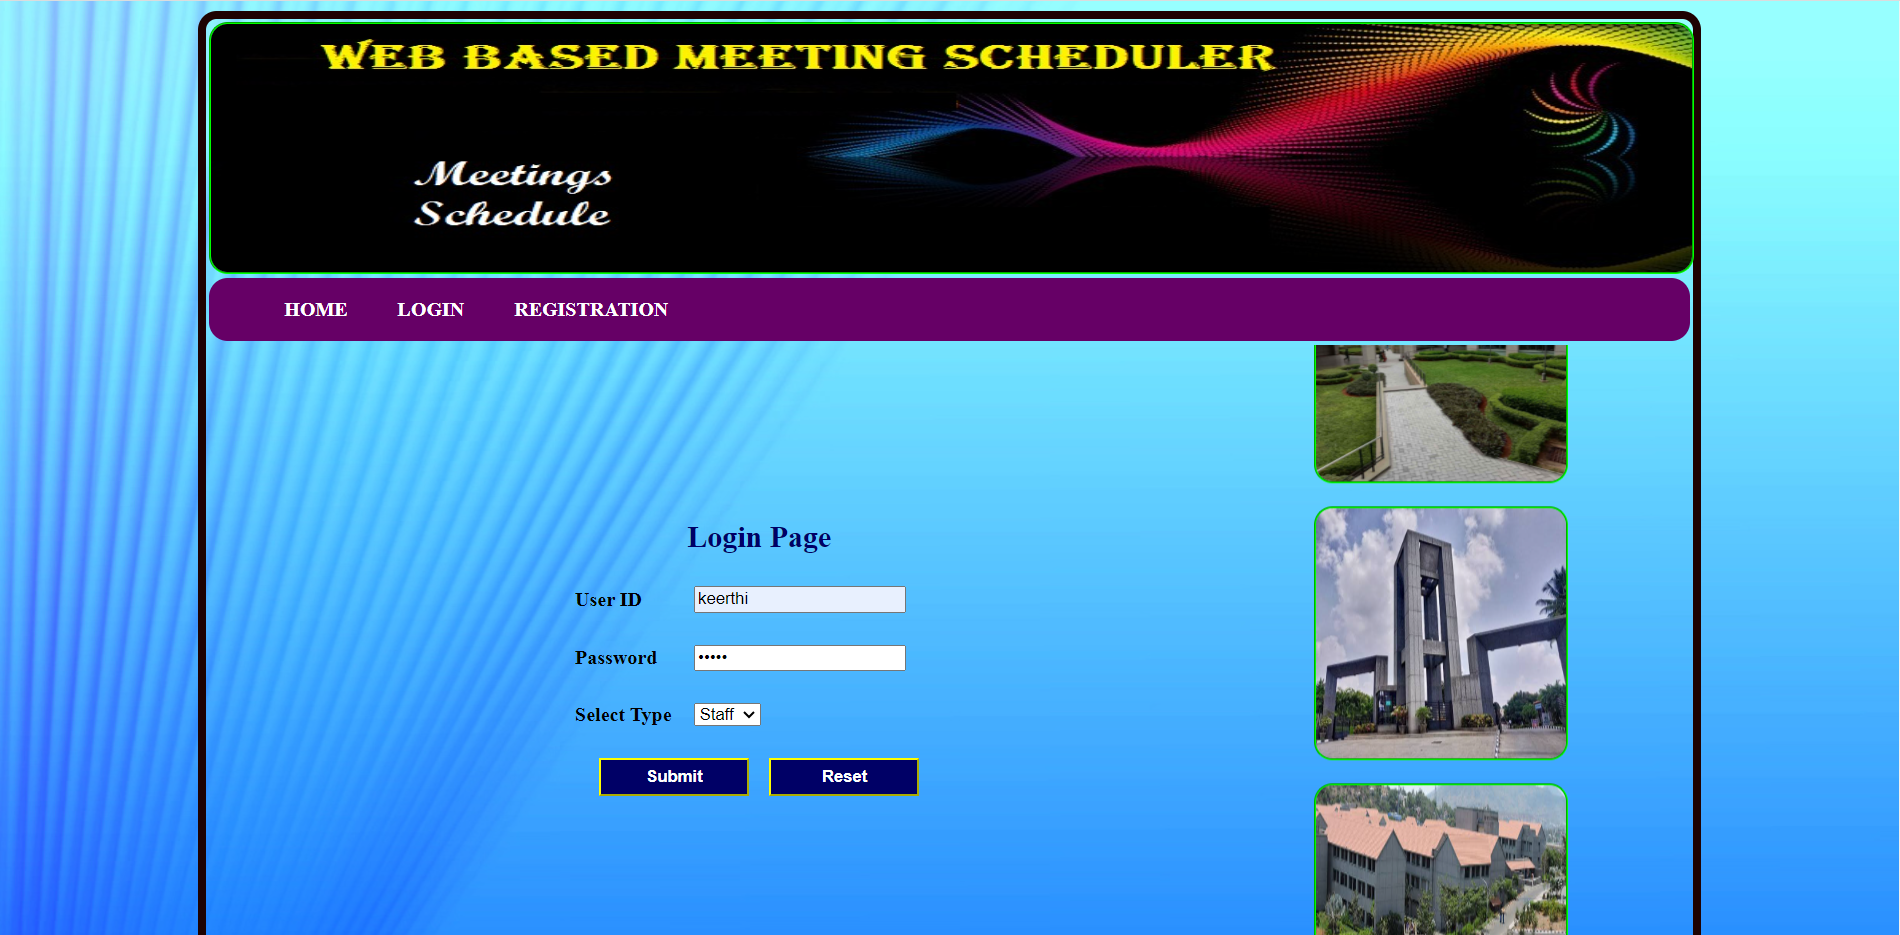 WEB BASED MEETING SCHEDULER
Meetings
Schedule
HOME LOGIN REGISTRATION
Login Page
User ID keerthi
Password •••••
Select Type Staff
Submit Reset